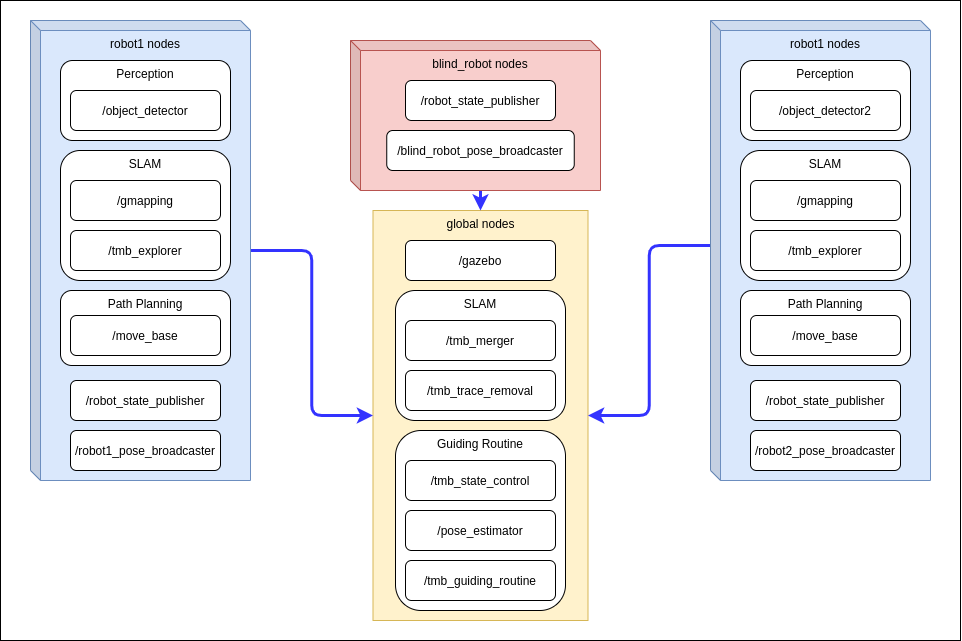 robot1 nodes
Perception
/object_detector
SLAM
/gmapping
/tmb_explorer
Path Planning
/move_base
/robot_state_publisher
/robot1_pose_broadcaster
blind_robot nodes
/robot_state_publisher
/blind_robot_pose_broadcaster
global nodes
/gazebo
SLAM
/tmb_merger
/tmb_trace_removal
Guiding Routine
/tmb_state_control
/pose_estimator
/tmb_guiding_routine
robot1 nodes
Perception
/object_detector2
SLAM
/gmapping
/tmb_explorer
Path Planning
/move_base
/robot_state_publisher
/robot2_pose_broadcaster